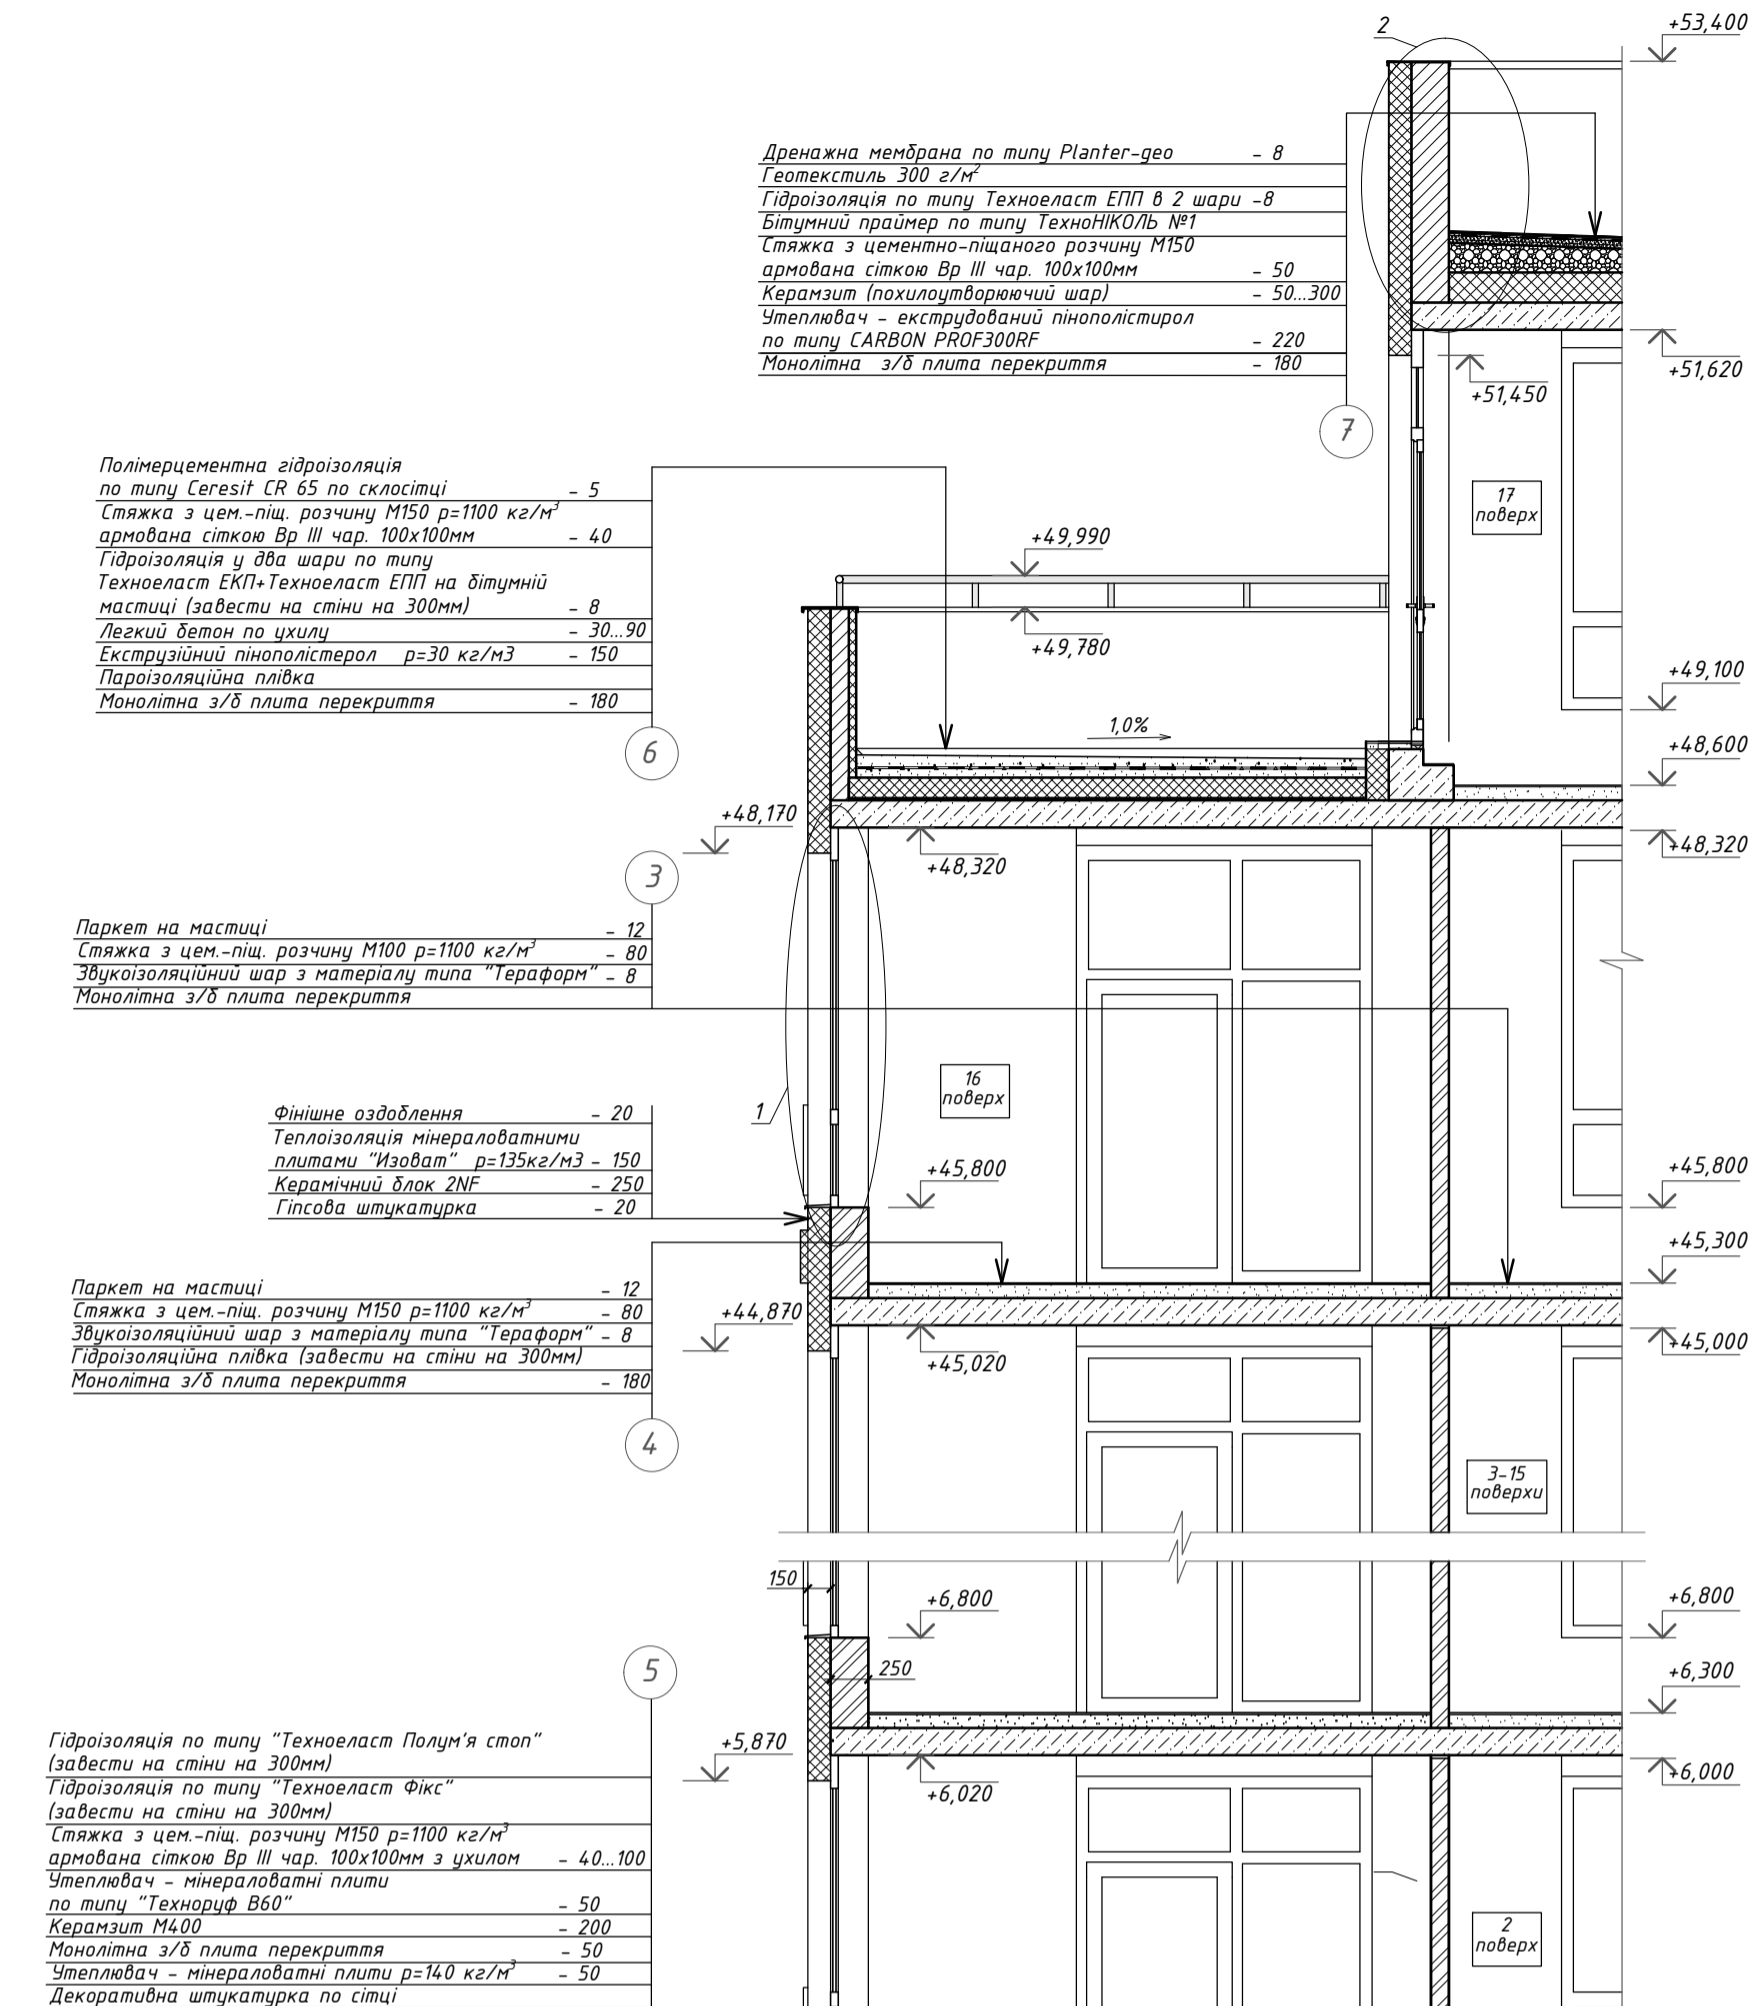 2
+53,400
Дренажна мембрана по типу Planter-geo - 8
Геотекстиль 300 г/м²
Гідроізоляція по типу Техноеласт ЕПП в 2 шари -8
Бітумний праймер по типу ТехноНІКОЛЬ №1
Стяжка з цементно-піщаного розчину М150
армована сіткою Вр III чар. 100х100мм - 50
Керамзит (похилоутворюючий шар) - 50...300
Утеплювач - екструдований пінополістирол
по типу CARBON PROF300RF - 220
Монолітна з/б плита перекриття - 180
7
+51,620
+51,450
17
поверх
Полімерцементна гідроізоляція
по типу Ceresit CR 65 по склосітці - 5
Стяжка з цем.-піщ. розчину М150 р=1100 кг/м³
армована сіткою Вр III чар. 100х100мм - 40
Гідроізоляція у два шари по типу
Техноеласт ЕКП+Техноеласт ЕПП на бітумній
мастиці (завести на стіни на 300мм) - 8
Легкий бетон по ухилу - 30...90
Екструзійний пінополістерол р=30 кг/м3 - 150
Пароізоляційна плівка
Монолітна з/б плита перекриття - 180
6
+49,990
+49,780
1,0%
+49,100
+48,600
+48,170
+48,320
+48,320
3
Паркет на мастиці - 12
Стяжка з цем.-піщ. розчину М100 р=1100 кг/м³ - 80
Звукоізоляційний шар з матеріалу типа "Тераформ" - 8
Монолітна з/б плита перекриття
1
16
поверх
Фінішне оздоблення - 20
Теплоізоляція мінераловатними
плитами "Изоват" р=135кг/м3 - 150
Керамічний блок 2NF - 250
Гіпсова штукатурка - 20
+45,800
+45,800
+45,300
Паркет на мастиці - 12
Стяжка з цем.-піщ. розчину М150 р=1100 кг/м³ - 80
Звукоізоляційний шар з матеріалу типа "Тераформ" - 8
Гідроізоляційна плівка (завести на стіни на 300мм)
Монолітна з/б плита перекриття - 180
4
+44,870
+45,020
+45,000
3-15
поверхи
150
+6,800
+6,800
250
+6,300
5
+5,870
+6,020
+6,000
Гідроізоляція по типу "Техноеласт Полум'я стоп"
(завести на стіни на 300мм)
Гідроізоляція по типу "Техноеласт Фікс"
(завести на стіни на 300мм)
Стяжка з цем.-піщ. розчину М150 р=1100 кг/м³
армована сіткою Вр III чар. 100х100мм з ухилом - 40...100
Утеплювач - мінераловатні плити
по типу "Техноруф В60" - 50
Керамзит М400 - 200
Монолітна з/б плита перекриття - 50
Утеплювач - мінераловатні плити р=140 кг/м³ - 50
Декоративна штукатурка по сітці
2
поверх